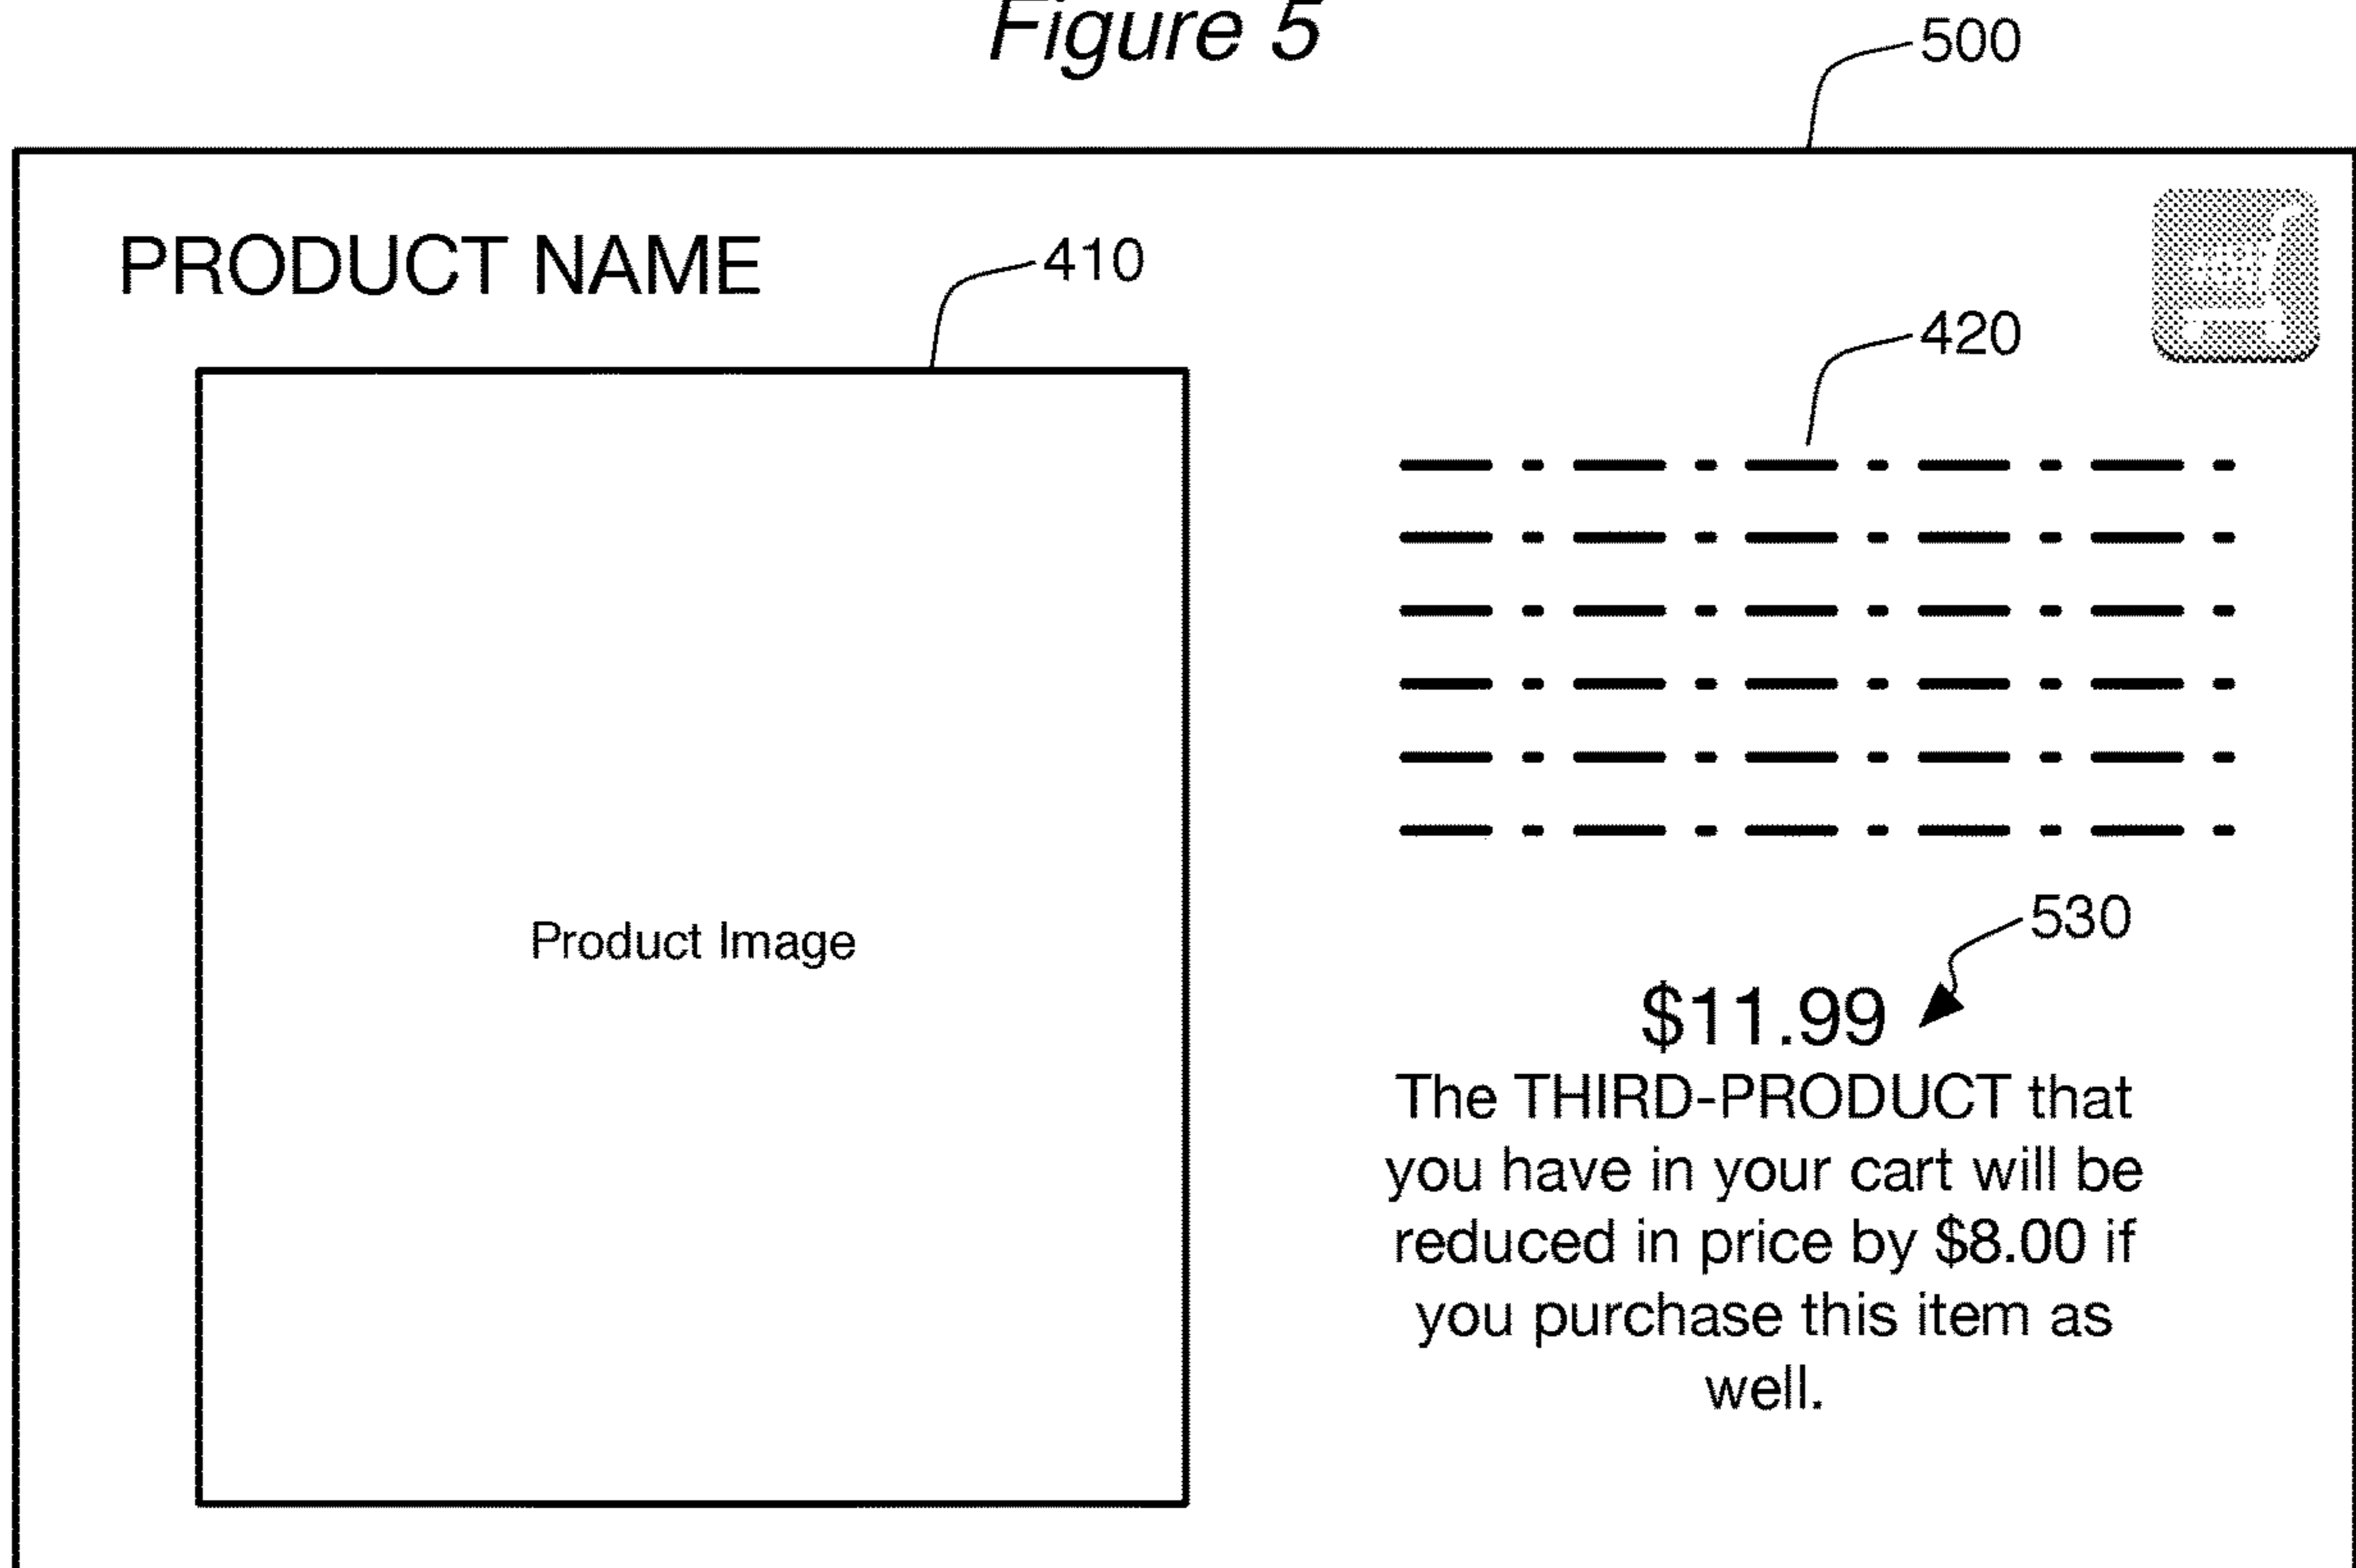 Figure 5
500
PRODUCT NAME
410
420
Product Image
530
$11.99
The THIRD-PRODUCT that
you have in your cart will be
reduced in price by $8.00 if
you purchase this item as
well.